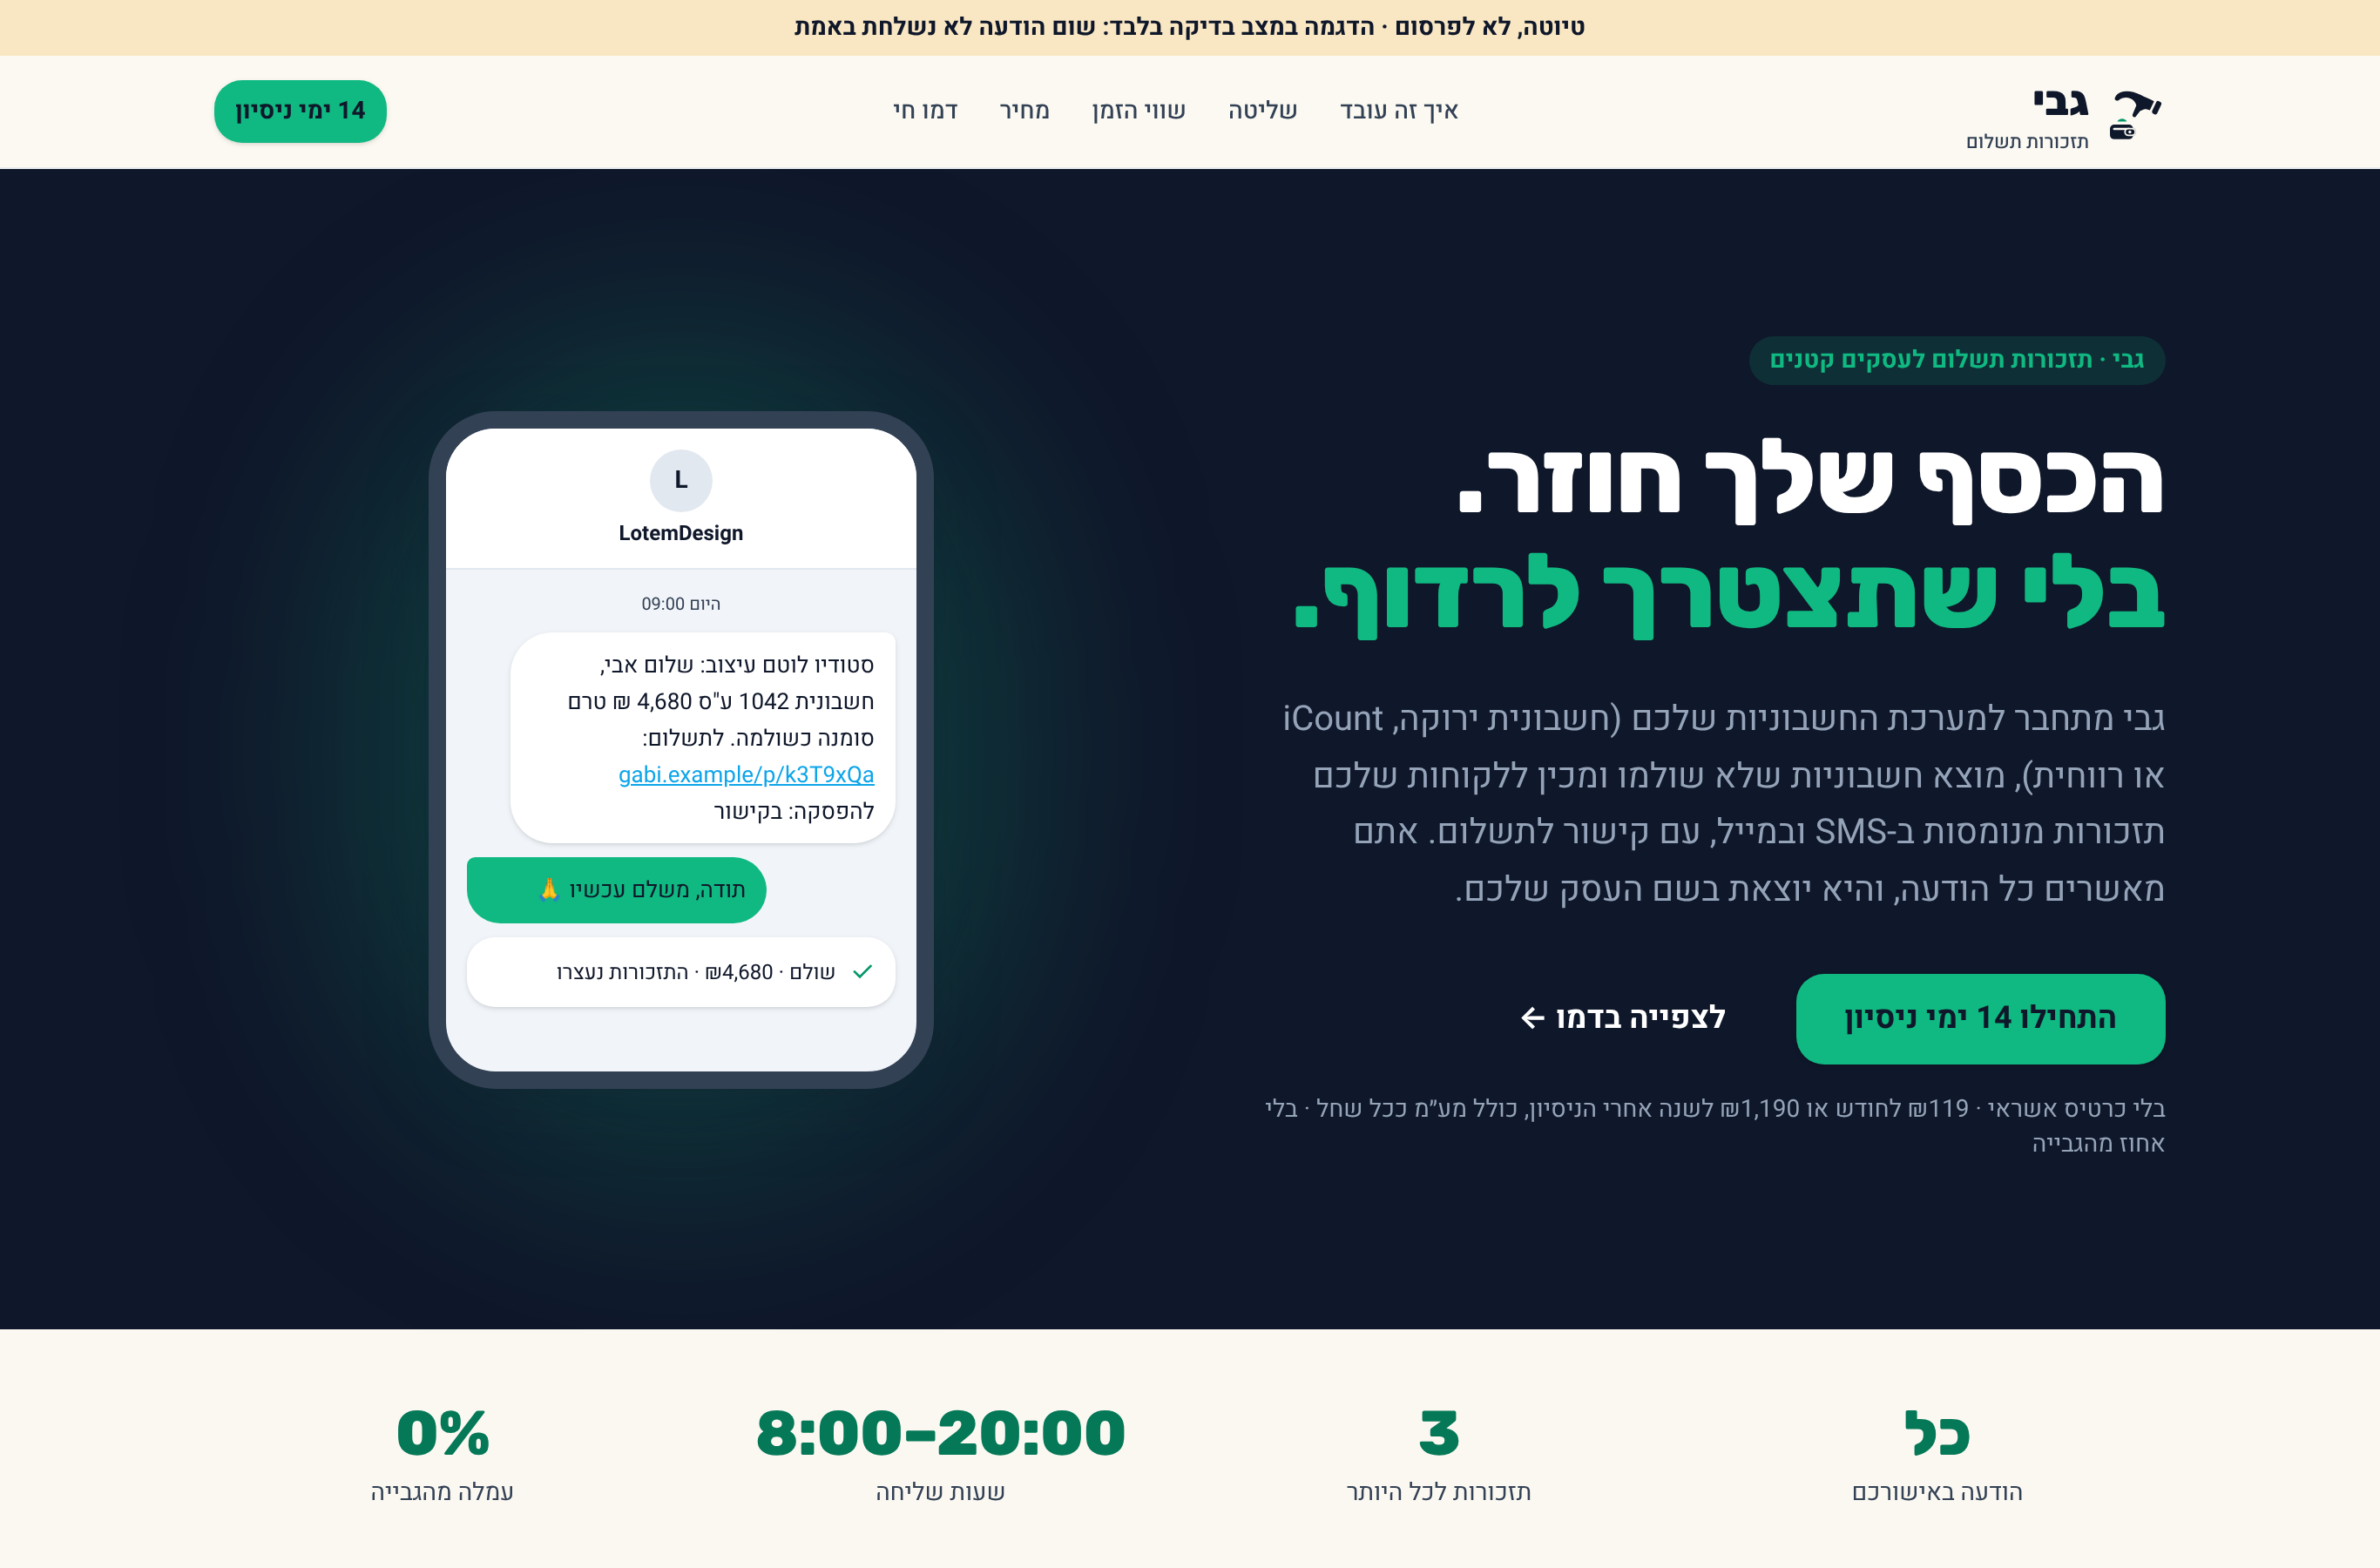 טיוטה, לא לפרסום · הדגמה במצב בדיקה בלבד: שום הודעה לא נשלחת באמת
גבי
תזכורות תשלום
איך זה עובד
שליטה
שווי הזמן
מחיר
דמו חי
14 ימי ניסיון
גבי · תזכורות תשלום לעסקים קטנים
הכסף שלך חוזר.
בלי שתצטרך לרדוף.
גבי מתחבר למערכת החשבוניות שלכם (חשבונית ירוקה, iCount
או רווחית), מוצא חשבוניות שלא שולמו ומכין ללקוחות שלכם
תזכורות מנומסות ב-SMS ובמייל, עם קישור לתשלום. אתם
מאשרים כל הודעה, והיא יוצאת בשם העסק שלכם.
התחילו 14 ימי ניסיון
לצפייה בדמו ←
בלי כרטיס אשראי · 119₪ לחודש או 1,190₪ לשנה אחרי הניסיון, כולל מע״מ ככל שחל · בלי
אחוז מהגבייה
L
LotemDesign
היום 09:00
סטודיו לוטם עיצוב: שלום אבי,
חשבונית 1042 ע"ס 4,680 ₪ טרם
סומנה כשולמה. לתשלום:
gabi.example/p/k3T9xQa
להפסקה: בקישור
תודה, משלם עכשיו 🙏
שולם · 4,680₪ · התזכורות נעצרו
כל
הודעה באישורכם
3
תזכורות לכל היותר
8:00–20:00
שעות שליחה
0%
עמלה מהגבייה